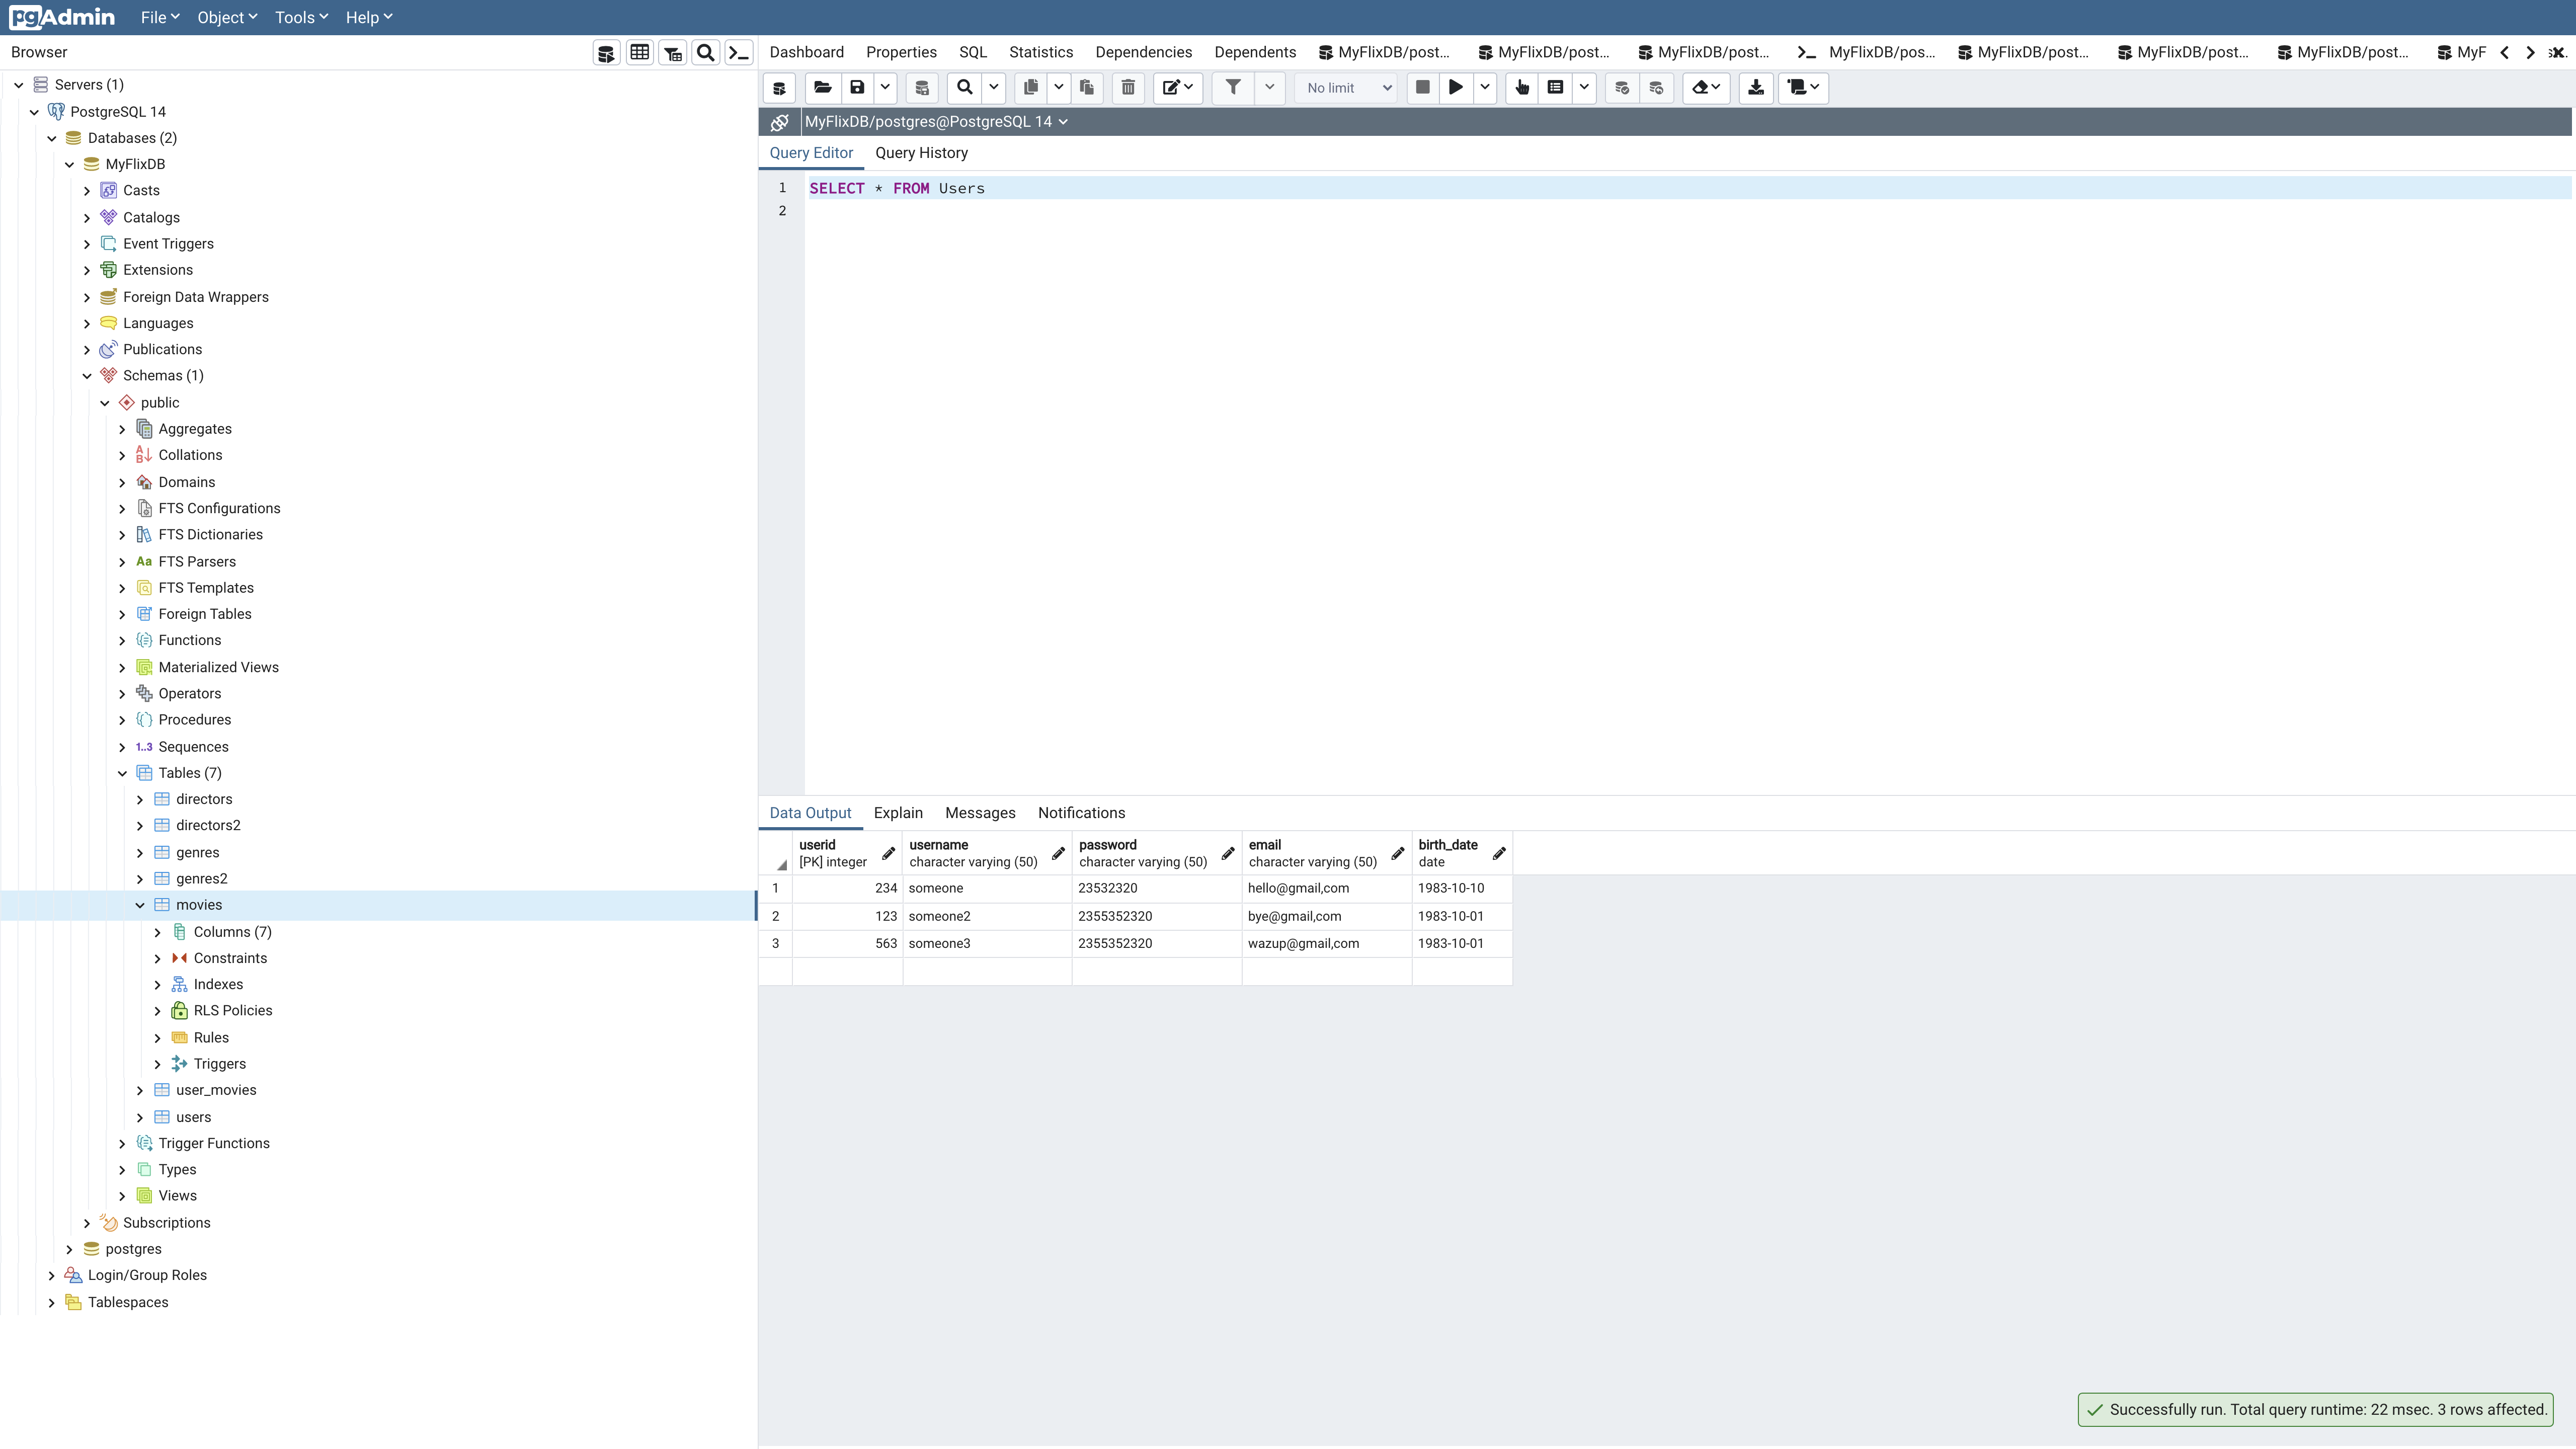 pgAdmin File Object Tools Help
Browser
Dashboard Properties SQL Statistics Dependencies Dependents MyFlixDB/post... MyFlixDB/post... MyFlixDB/post... MyFlixDB/pos... MyFlixDB/post... MyFlixDB/post... MyFlixDB/post... MyF
No limit
MyFlixDB/postgres@PostgreSQL 14
Query Editor Query History
1 SELECT * FROM Users
2
Servers (1)
PostgreSQL 14
Databases (2)
MyFlixDB
Casts
Catalogs
Event Triggers
Extensions
Foreign Data Wrappers
Languages
Publications
Schemas (1)
public
Aggregates
Collations
Domains
FTS Configurations
FTS Dictionaries
Aa FTS Parsers
FTS Templates
Foreign Tables
Functions
Materialized Views
Operators
Procedures
1..3 Sequences
Tables (7)
directors
directors2
genres
genres2
movies
Columns (7)
Constraints
Indexes
RLS Policies
Rules
Triggers
user_movies
users
Trigger Functions
Types
Views
Subscriptions
postgres
Login/Group Roles
Tablespaces
Data Output Explain Messages Notifications
userid username password email birth_date
[PK] integer character varying (50) character varying (50) character varying (50) date
1 234 someone 23532320 hello@gmail,com 1983-10-10
2 123 someone2 2355352320 bye@gmail,com 1983-10-01
3 563 someone3 2355352320 wazup@gmail,com 1983-10-01
Successfully run. Total query runtime: 22 msec. 3 rows affected.